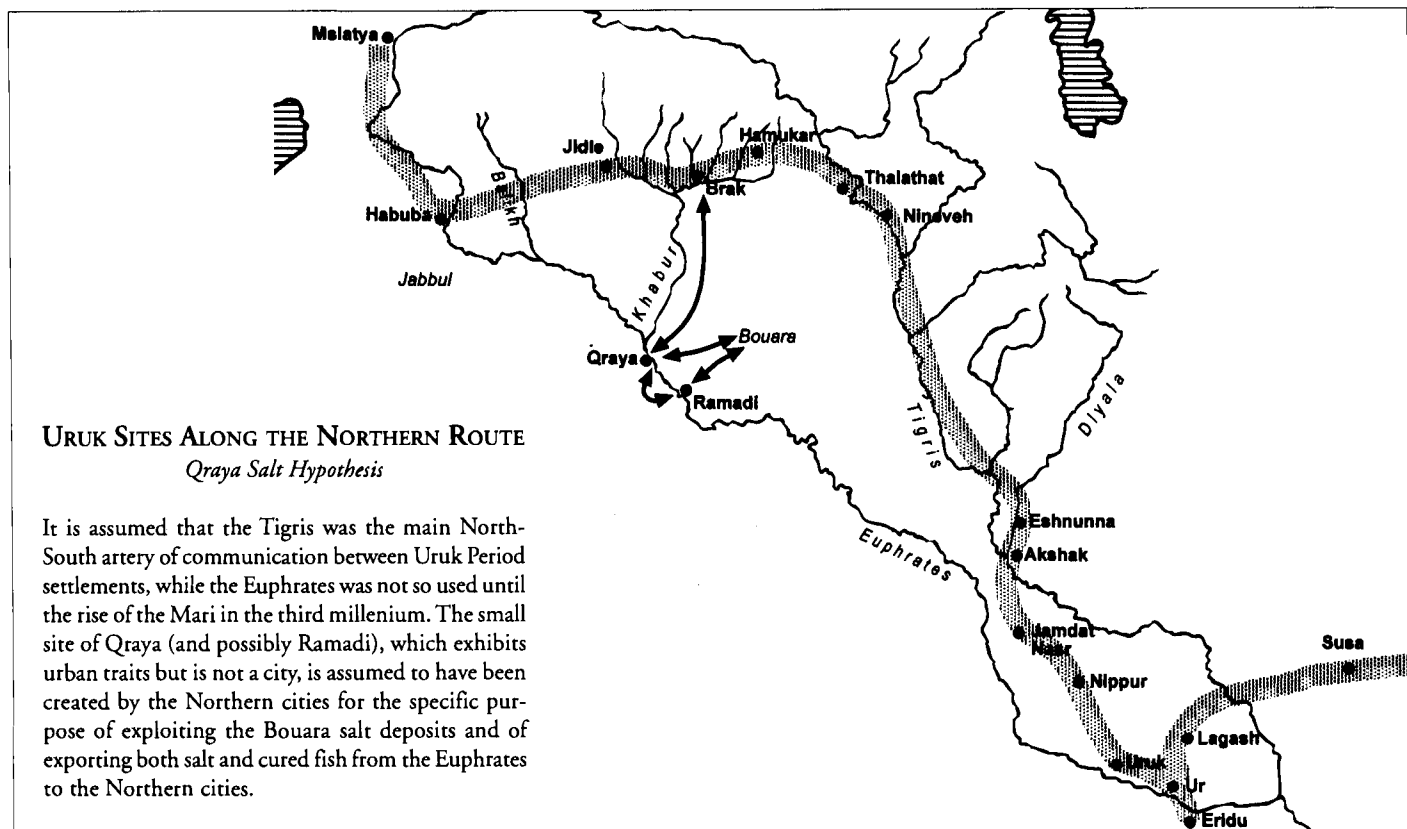 Mslatya
Hamukar
Jidle
Brak
Thalathat
Balikh
Habuba
Nineveh
Jabbul
Khabur
Bouara
Qraya
Ramadi
Tigris
Diyala
URUK SITES ALONG THE NORTHERN ROUTE
Qraya Salt Hypothesis
It is assumed that the Tigris was the main North-
South artery of communication between Uruk Period
settlements, while the Euphrates was not so used until
the rise of the Mari in the third millenium. The small
site of Qraya (and possibly Ramadi), which exhibits
urban traits but is not a city, is assumed to have been
created by the Northern cities for the specific pur-
pose of exploiting the Bouara salt deposits and of
exporting both salt and cured fish from the Euphrates
to the Northern cities.
Eshnunna
Euphrates
Akshak
Jamdat
Nasr
Susa
Nippur
Lagash
Uruk
Ur
Eridu